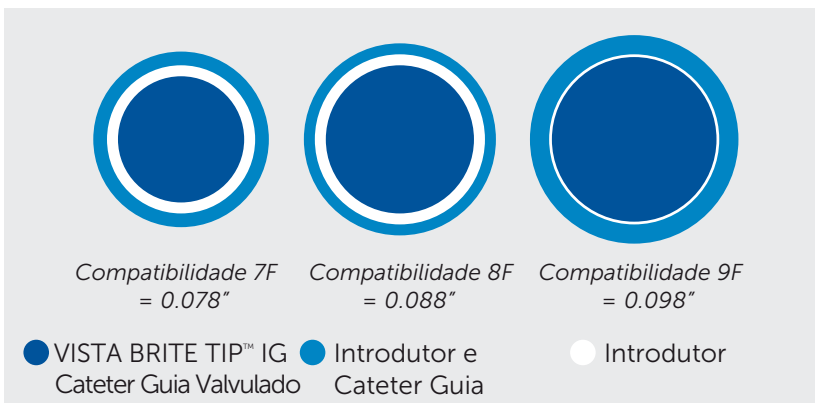 Compatibilidade 7F
= 0.078”
Compatibilidade 8F
= 0.088”
Compatibilidade 9F
= 0.098”
VISTA BRITE TIP™ IG
Cateter Guia Valvulado
Introdutor e
Cateter Guia
Introdutor